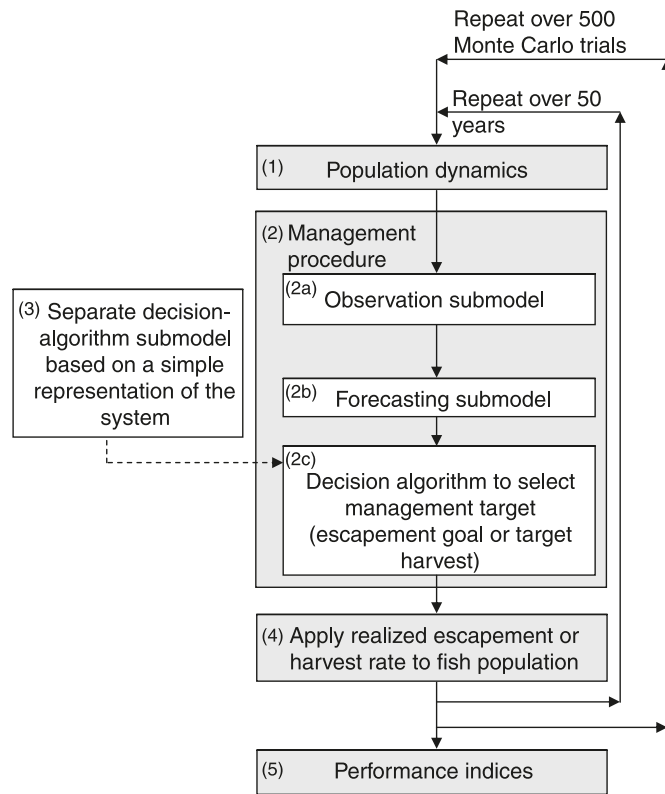 Repeat over 500
Monte Carlo trials
Repeat over 50
years
(1) Population dynamics
(2) Management
procedure
(2a) Observation submodel
(3) Separate decision-
algorithm submodel
based on a simple
representation of the
system
(2b) Forecasting submodel
(2c)
Decision algorithm to select
management target
(escapement goal or target
harvest)
(4) Apply realized escapement or
harvest rate to fish population
(5) Performance indices